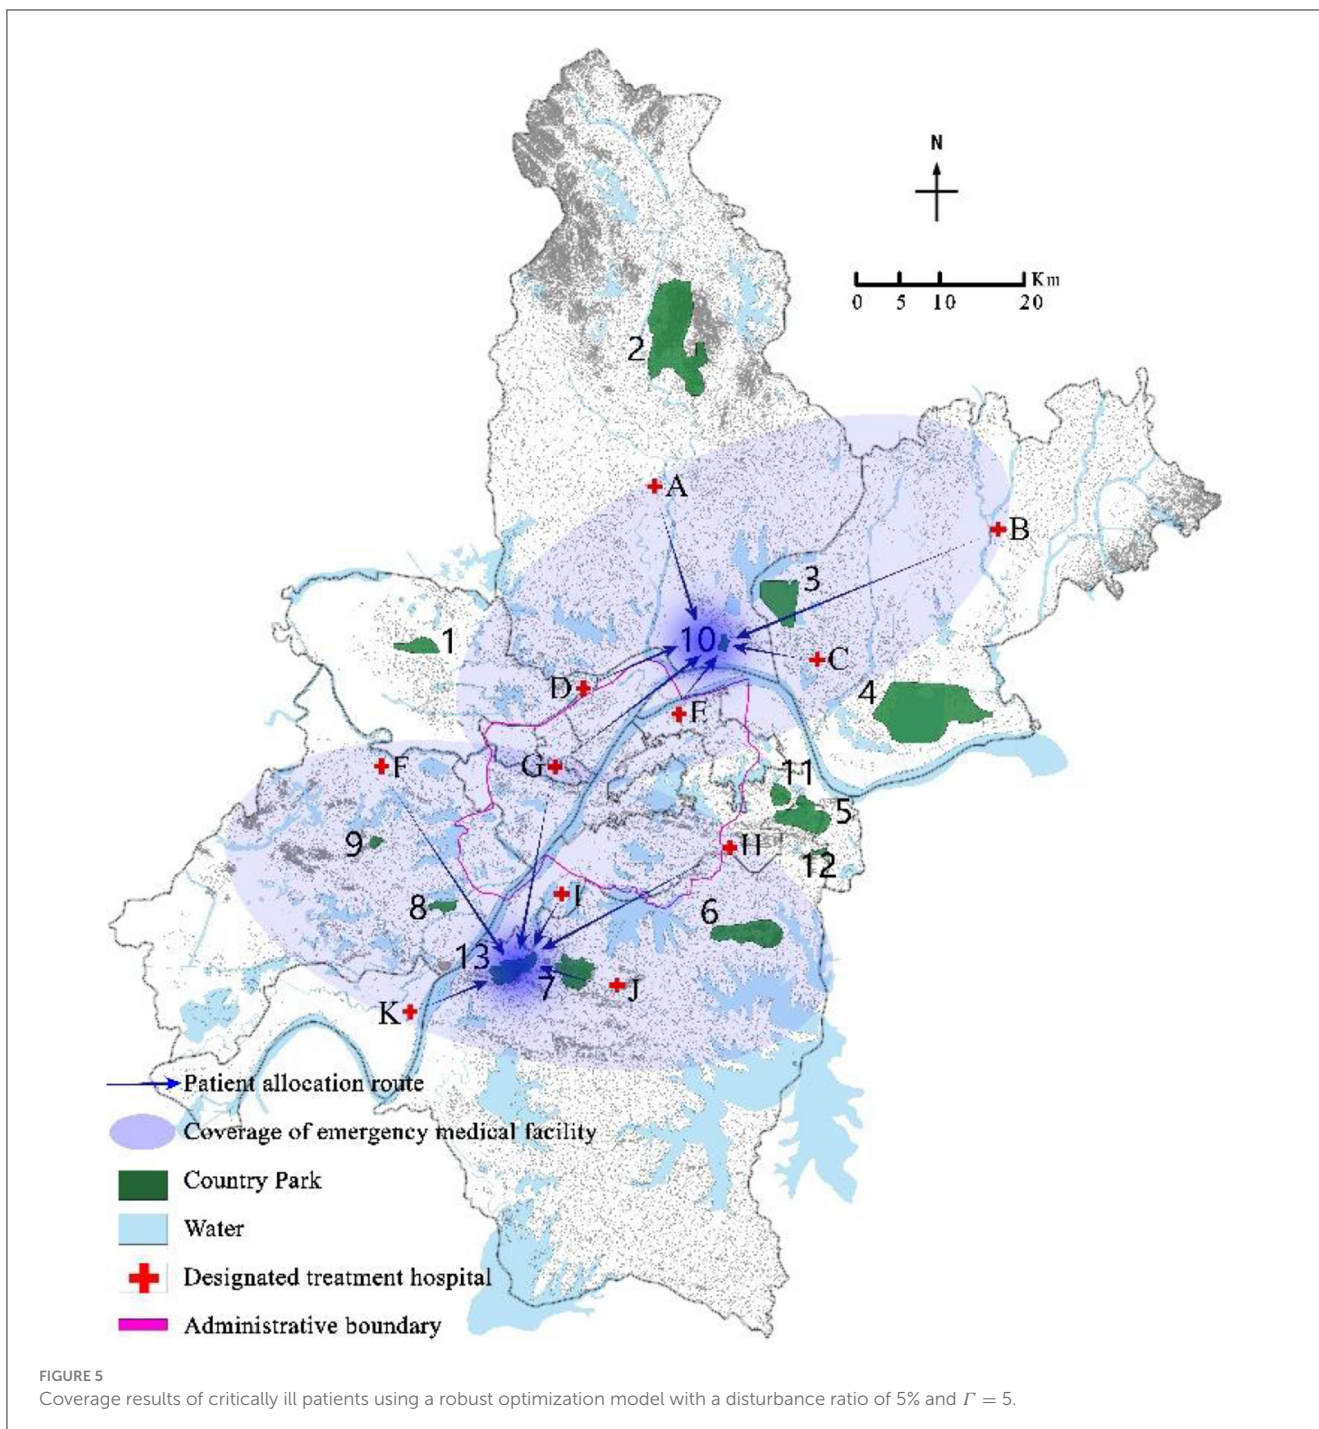 N
Km
0 5 10 20
2
A
B
3
1
10
C
D
4
E
F
G
11
5
9
H
12
I
8
6
13
7
J
K
Patient allocation route
Coverage of emergency medical facility
Country Park
Water
Designated treatment hospital
Administrative boundary
FIGURE 5
Coverage results of critically ill patients using a robust optimization model with a disturbance ratio of 5% and Γ = 5.